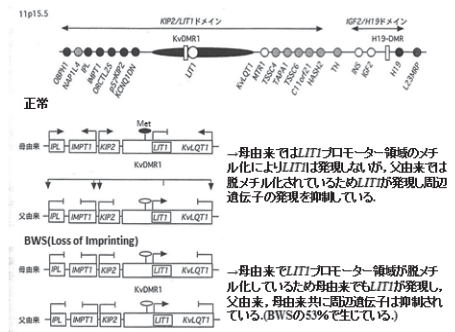 11p15.5
KIP2/LIT1ドメイン
IGF2/H19ドメイン
KvDMR1
H19-DMR
OBPH1
NAP1L4
IPL
IMPT1
ORCTL2S
p57KIP2
KCNQ1DN
LIT1
KvLQT1
MTR1
TSSC4
TAPA1
TSSC6
C11orf21
HASH2
TH
INS
IGF2
H19
L23MRP
正常
Met
母由来
IPL IMPT1 KIP2 LIT1 KvLQT1
KvDMR1
父由来
IPL IMPT1 KIP2 LIT1 KvLQT1
→母由来ではLIT1プロモーター領域のメチ
ル化によりLIT1は発現しないが，父由来では
脱メチル化されているためLIT1が発現し周辺
遺伝子の発現を抑制している．
BWS(Loss of Imprinting)
母由来
IPL IMPT1 KIP2 LIT1 KvLQT1
KvDMR1
父由来
IPL IMPT1 KIP2 LIT1 KvLQT1
→母由来でLIT1プロモーター領域が脱メ
チル化しているため母由来でもLIT1が発現し，
父由来，母由来共に周辺遺伝子は抑制され
ている．(BWSの53％で生じている．)